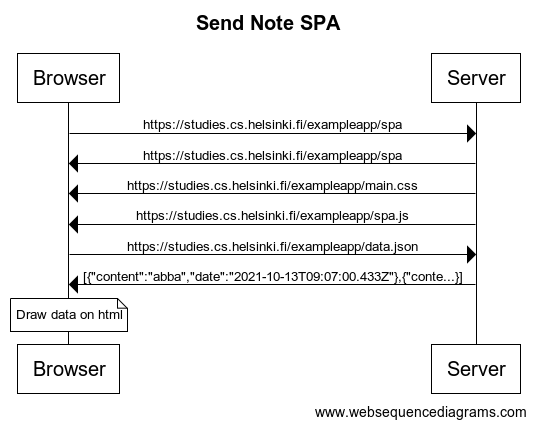 Send Note SPA
Browser
Server
https://studies.cs.helsinki.fi/exampleapp/spa
https://studies.cs.helsinki.fi/exampleapp/spa
https://studies.cs.helsinki.fi/exampleapp/main.css
https://studies.cs.helsinki.fi/exampleapp/spa.js
https://studies.cs.helsinki.fi/exampleapp/data.json
[{"content":"abba","date":"2021-10-13T09:07:00.433Z"},{"conte...}]
Draw data on html
Browser
Server
www.websequencediagrams.com